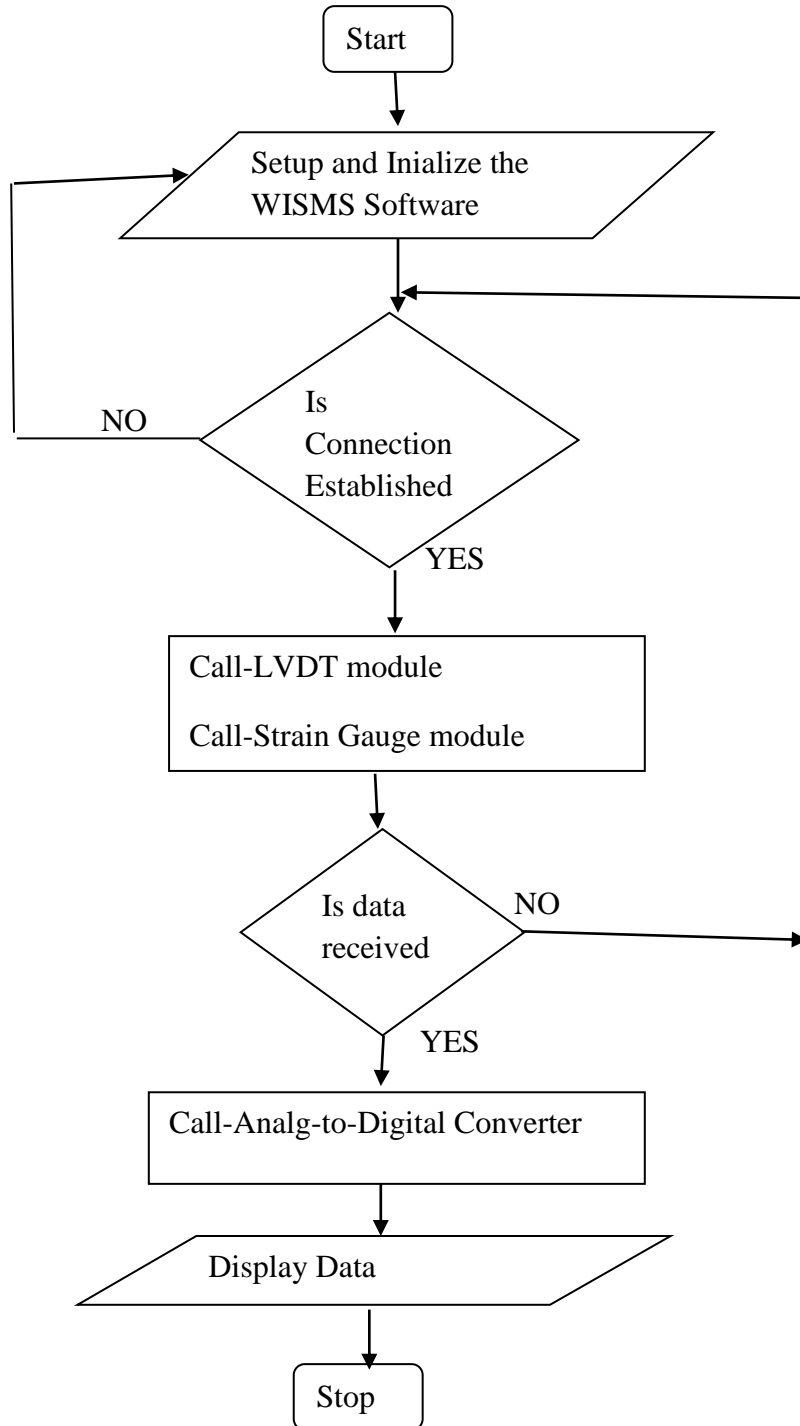 Start
Setup and Inialize the
WISMS Software
Is
Connection
Established
NO
YES
Call-LVDT module
Call-Strain Gauge module
Is data
received
NO
YES
Call-Analg-to-Digital Converter
Display Data
Stop